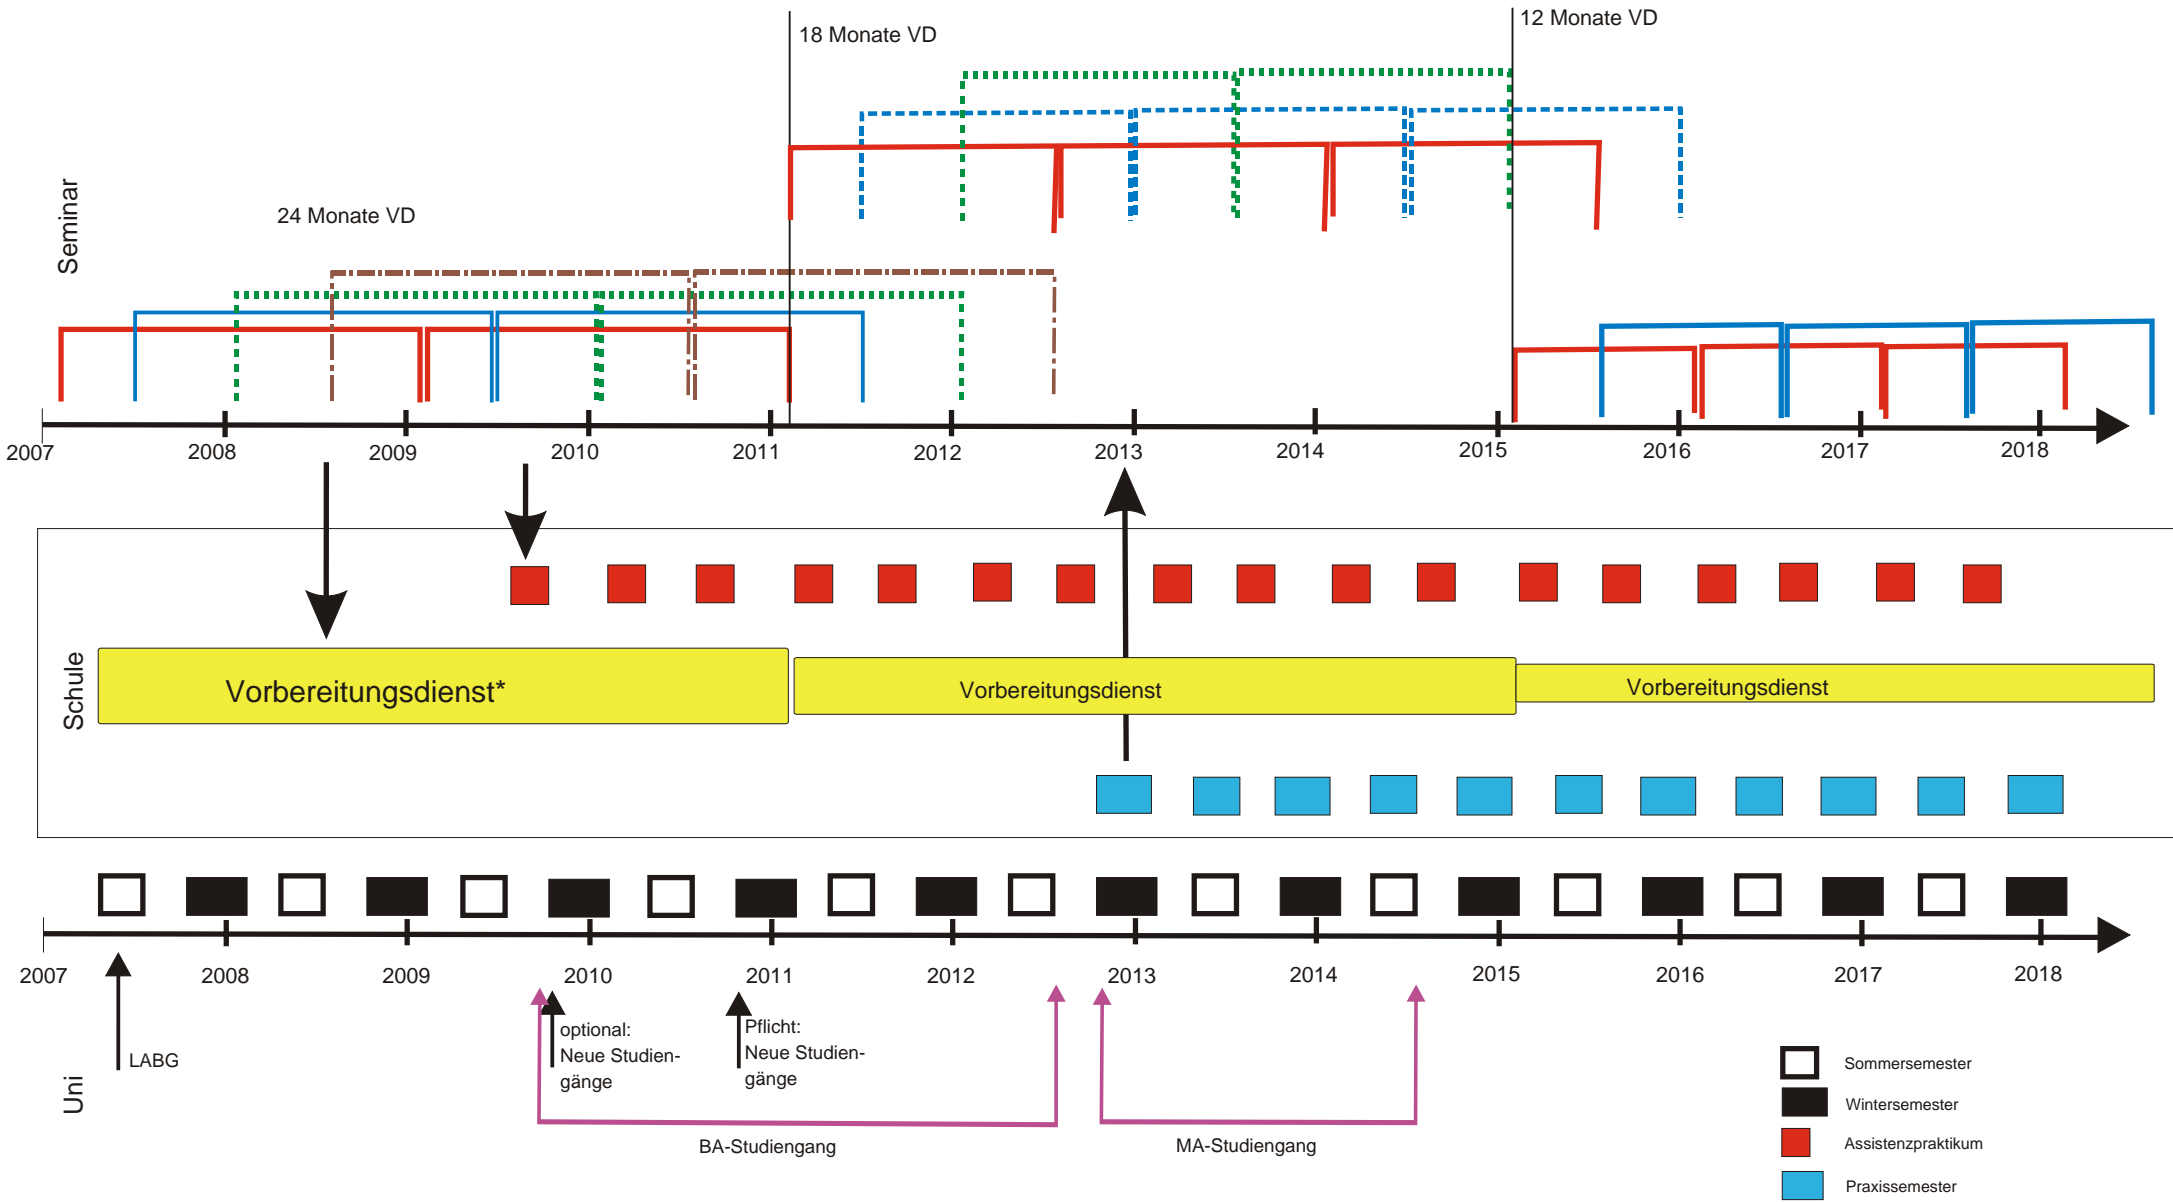 12 Monate VD
18 Monate VD
24 Monate VD
Seminar
2007
2008
2009
2010
2011
2012
2013
2014
2015
2016
2017
2018
Schule
Vorbereitungsdienst*
Vorbereitungsdienst
Vorbereitungsdienst
2007
2008
2009
2010
2011
2012
2013
2014
2015
2016
2017
2018
Uni
LABG
optional:
Neue Studien-
gänge
Pflicht:
Neue Studien-
gänge
BA-Studiengang
MA-Studiengang
Sommersemester
Wintersemester
Assistenzpraktikum
Praxissemester